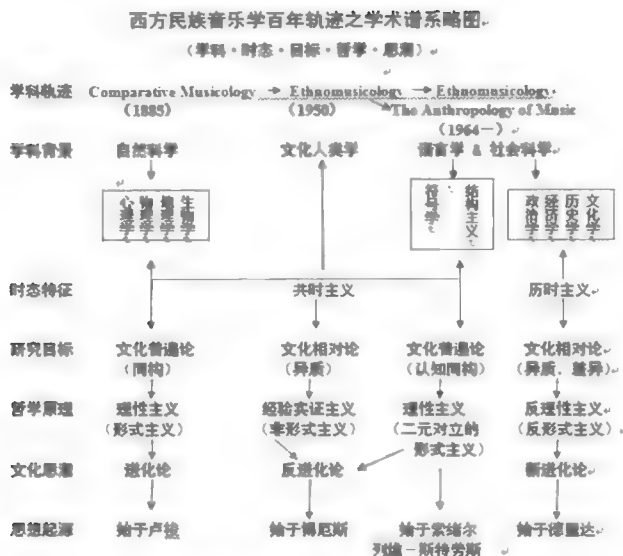 西方民族音乐学百年轨迹之学术谱系略图
(学科·时态·目标·哲学·思潮)
学科轨迹 Comparative Musicology → Ethnomusicology → Ethnomusicology
(1885) (1950) The Anthropology of Music
(1964一)
学科背景 自然科学 文化人类学 语言学 & 社会科学
心理学 物理学 生理学 生物学 符号学 结构主义 政治学 经济学 历史学 文化学
时态特征 共时主义 历时主义
研究目标 文化普遍论 文化相对论 文化普遍论 文化相对论
(同构) (异质) (认知同构) (异质、差异)
哲学原理 理性主义 经验实证主义 理性主义 反理性主义
(形式主义) (非形式主义) (二元对立的 (反形式主义)
形式主义)
文化思潮 进化论 反进化论 新进化论
思想起源 始于卢梭 始于博厄斯 始于索绪尔 始于德里达
列维-斯特劳斯